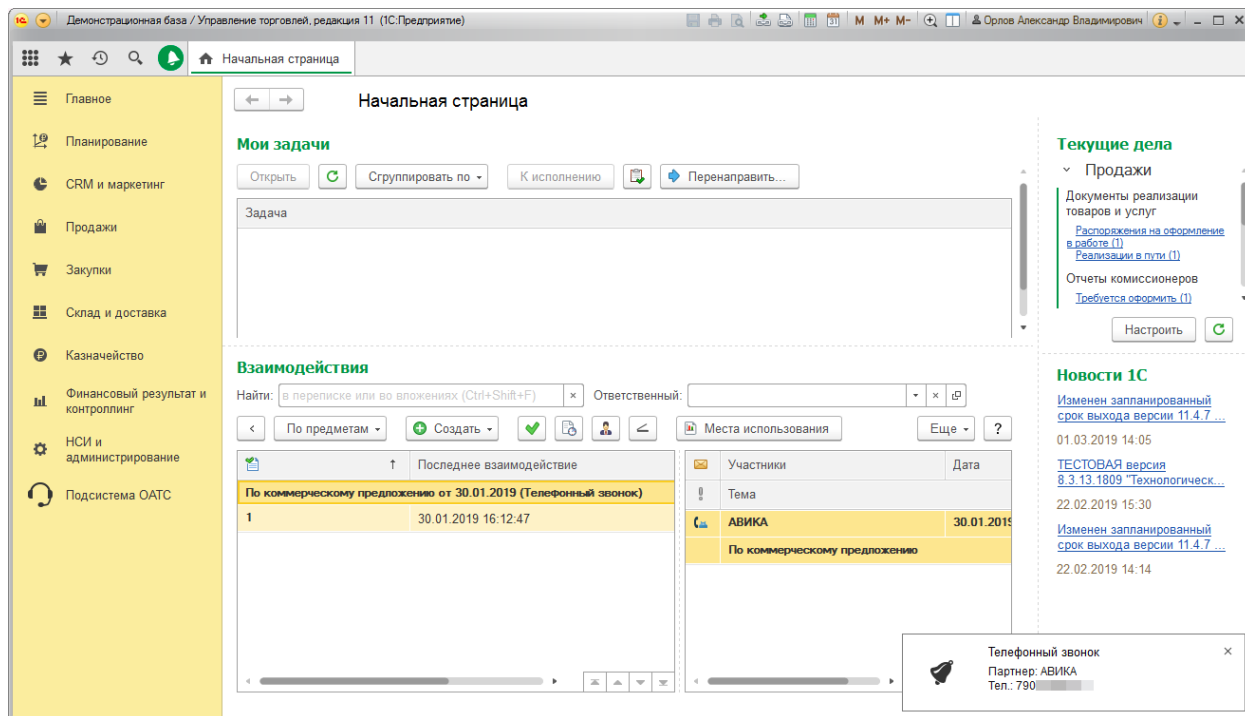 Демонстрационная база / Управление торговлей, редакция 11 (1С:Предприятие)
M M+ M-
Орлов Александр Владимирович
Начальная страница
Главное
Планирование
CRM и маркетинг
Продажи
Закупки
Склад и доставка
Казначейство
Финансовый результат и
контроллинг
НСИ и
администрирование
Подсистема ОАТС
Начальная страница
Мои задачи
Открыть
Сгруппировать по
К исполнению
Перенаправить...
Задача
Взаимодействия
Найти: в переписке или во вложениях (Ctrl+Shift+F) × Ответственный:
По предметам
Создать
Места использования
Еще
?
Последнее взаимодействие
По коммерческому предложению от 30.01.2019 (Телефонный звонок)
1 30.01.2019 16:12:47
Участники Дата
Тема
АВИКА 30.01.2019
По коммерческому предложению
Текущие дела
Продажи
Документы реализации
товаров и услуг
Распоряжения на оформление
в работе (1)
Реализации в пути (1)
Отчеты комиссионеров
Требуется оформить (1)
Настроить
Новости 1С
Изменен запланированный
срок выхода версии 11.4.7 ...
01.03.2019 14:05
ТЕСТОВАЯ версия
8.3.13.1809 "Технологическ...
22.02.2019 15:30
Изменен запланированный
срок выхода версии 11.4.7 ...
22.02.2019 14:14
Телефонный звонок
Партнер: АВИКА
Тел.: 790